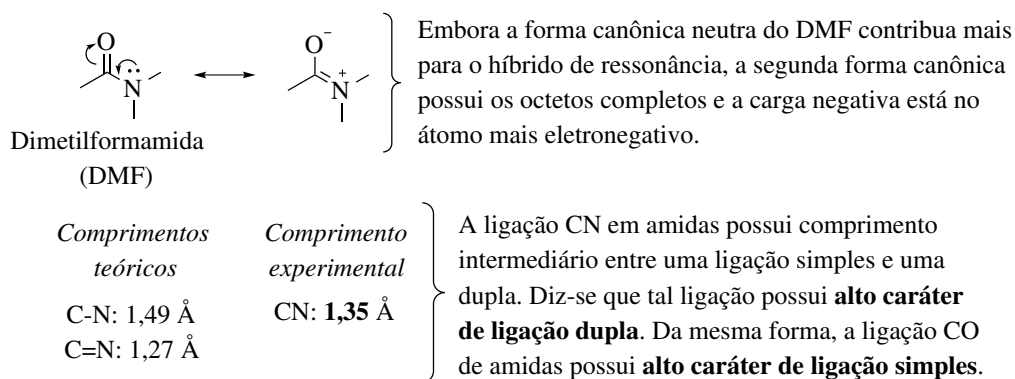 O
N
O⁻
N⁺
Dimetilformamida
(DMF)
Embora a forma canônica neutra do DMF contribua mais
para o híbrido de ressonância, a segunda forma canônica
possui os octetos completos e a carga negativa está no
átomo mais eletronegativo.
Comprimentos
teóricos
C-N: 1,49 Å
C=N: 1,27 Å
Comprimento
experimental
CN: 1,35 Å
A ligação CN em amidas possui comprimento
intermediário entre uma ligação simples e uma
dupla. Diz-se que tal ligação possui alto caráter
de ligação dupla. Da mesma forma, a ligação CO
de amidas possui alto caráter de ligação simples.